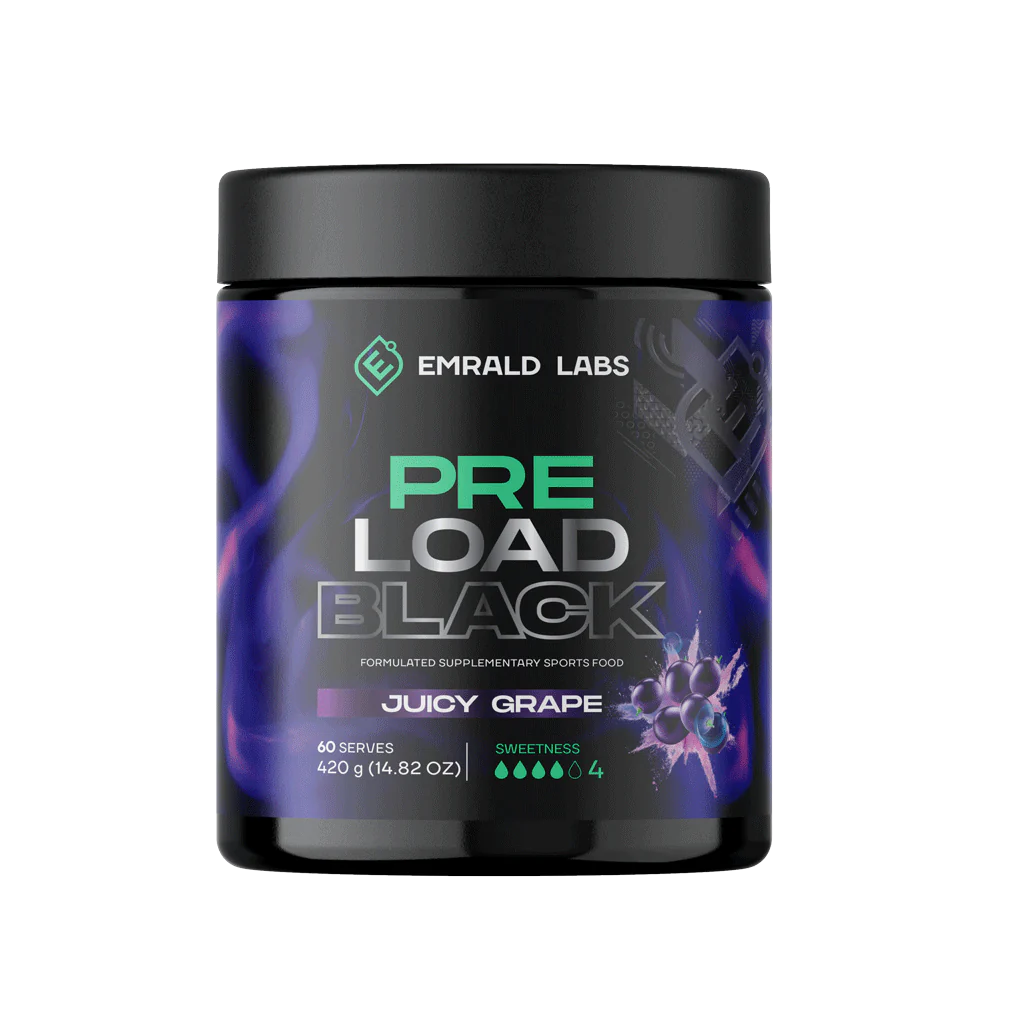 EMRALD LABS
PRE
LOAD
BLACK
FORMULATED SUPPLEMENTARY SPORTS FOOD
JUICY GRAPE
60 SERVES
420 g (14.82 OZ)
SWEETNESS
4